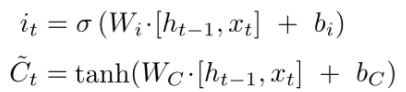 i_t = σ (W_i·[h_{t−1}, x_t] + b_i)
C̃_t = tanh(W_C·[h_{t−1}, x_t] + b_C)